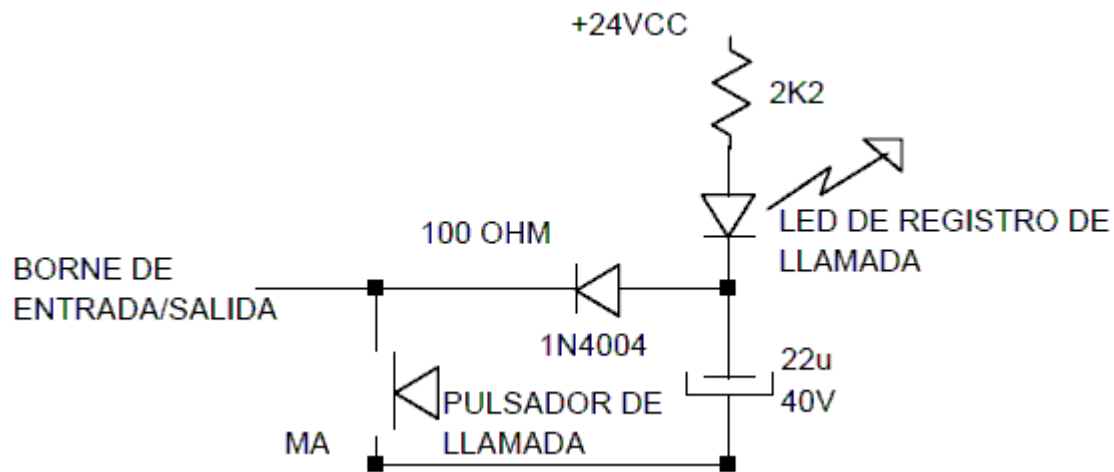 +24VCC
2K2
LED DE REGISTRO DE
LLAMADA
100 OHM
BORNE DE
ENTRADA/SALIDA
1N4004
22u
40V
PULSADOR DE
LLAMADA
MA